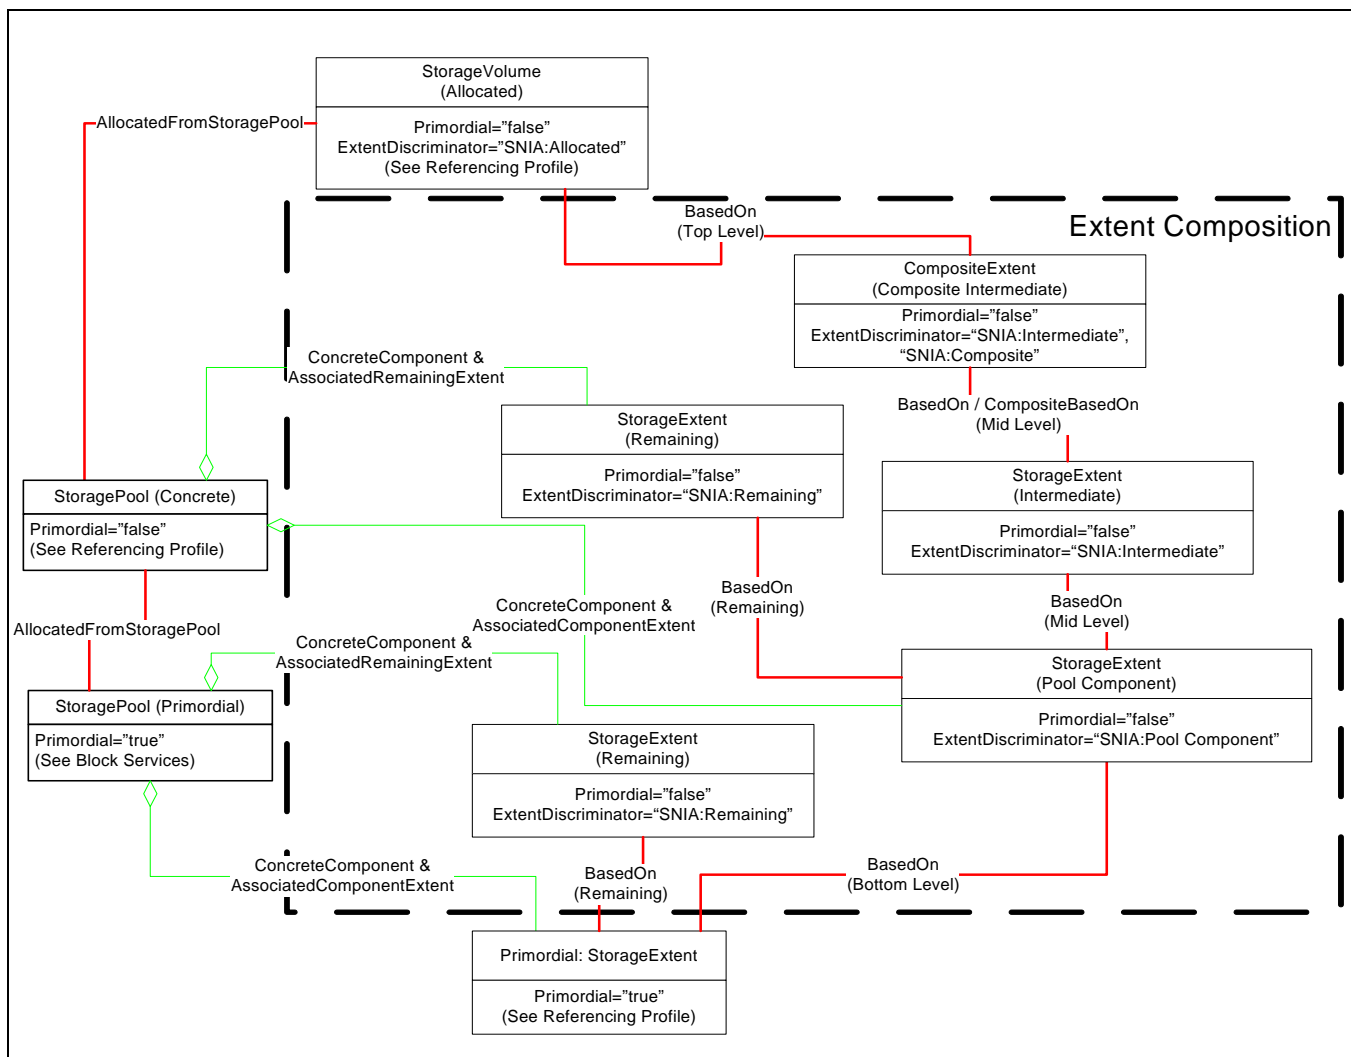 StorageVolume
(Allocated)
AllocatedFromStoragePool
Primordial=”false”
ExtentDiscriminator=”SNIA:Allocated”
(See Referencing Profile)
BasedOn
(Top Level)
Extent Composition
CompositeExtent
(Composite Intermediate)
Primordial=”false”
ExtentDiscriminator=“SNIA:Intermediate”,
“SNIA:Composite”
ConcreteComponent &
AssociatedRemainingExtent
BasedOn / CompositeBasedOn
(Mid Level)
StorageExtent
(Remaining)
Primordial=”false”
ExtentDiscriminator=“SNIA:Remaining”
StorageExtent
(Intermediate)
Primordial=”false”
ExtentDiscriminator=“SNIA:Intermediate”
StoragePool (Concrete)
Primordial=”false”
(See Referencing Profile)
BasedOn
(Remaining)
BasedOn
(Mid Level)
ConcreteComponent &
AssociatedComponentExtent
AllocatedFromStoragePool
ConcreteComponent &
AssociatedRemainingExtent
StorageExtent
(Pool Component)
Primordial=”false”
ExtentDiscriminator=“SNIA:Pool Component”
StoragePool (Primordial)
Primordial=”true”
(See Block Services)
StorageExtent
(Remaining)
Primordial=”false”
ExtentDiscriminator=“SNIA:Remaining”
ConcreteComponent &
AssociatedComponentExtent
BasedOn
(Remaining)
BasedOn
(Bottom Level)
Primordial: StorageExtent
Primordial=”true”
(See Referencing Profile)